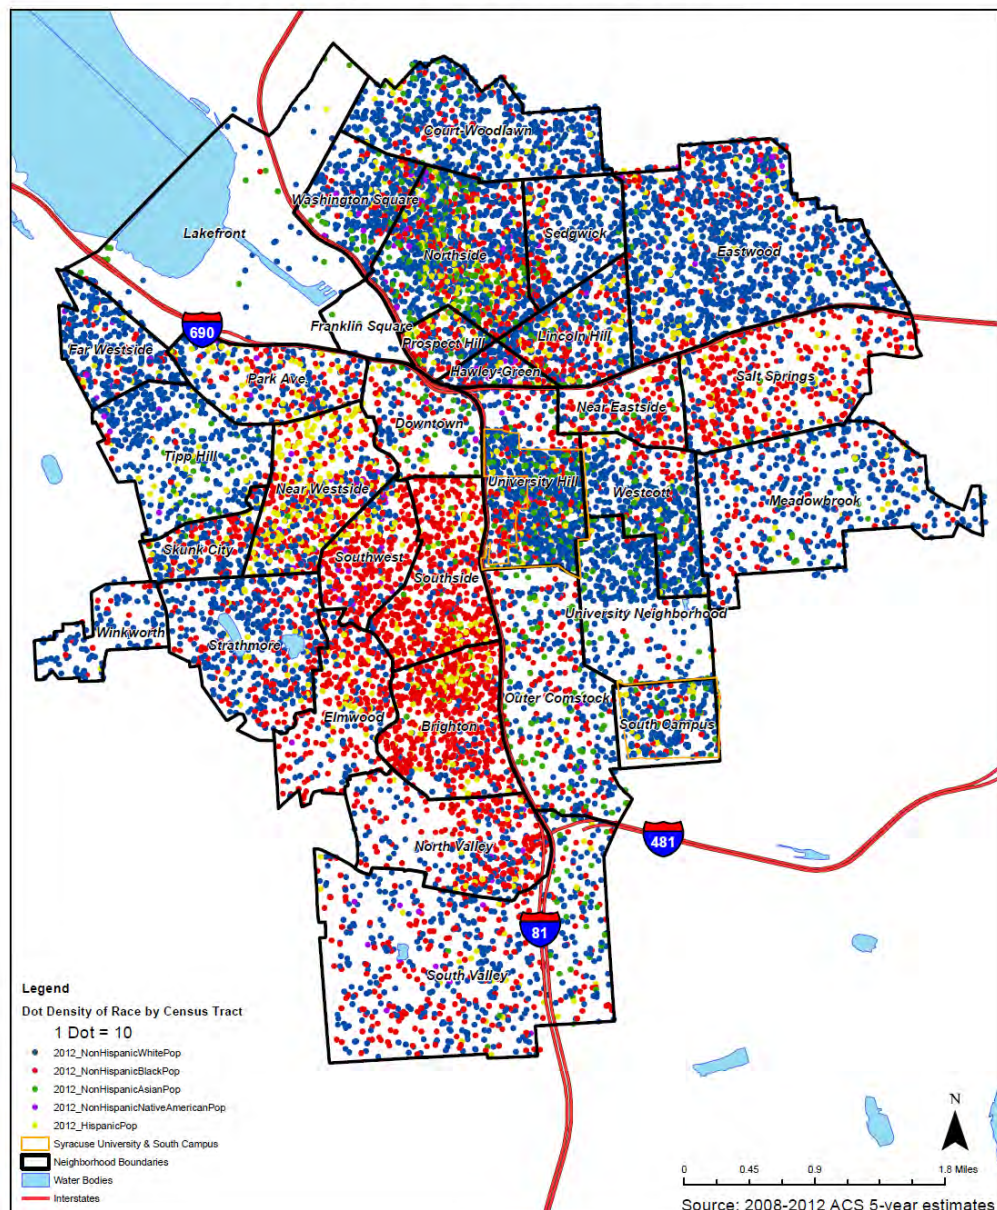 Court-Woodlawn
Washington Square
Lakefront
Sedgwick
Northside
Eastwood
Franklin Square
690
Prospect Hill
Lincoln Hill
Far Westside
Hawley-Green
Park Ave.
Salt Springs
Near Eastside
Downtown
Tipp Hill
Near Westside
University Hill
Westcott
Meadowbrook
Skunk City
Southwest
Southside
University Neighborhood
Winkworth
Strathmore
Outer Comstock
Elmwood
Brighton
South Campus
North Valley
481
81
South Valley
Legend
Dot Density of Race by Census Tract
1 Dot = 10
2012_NonHispanicWhitePop
2012_NonHispanicBlackPop
2012_NonHispanicAsianPop
2012_NonHispanicNativeAmericanPop
2012_HispanicPop
Syracuse University & South Campus
Neighborhood Boundaries
Water Bodies
Interstates
N
0 0.45 0.9 1.8 Miles
Source: 2008-2012 ACS 5-year estimates